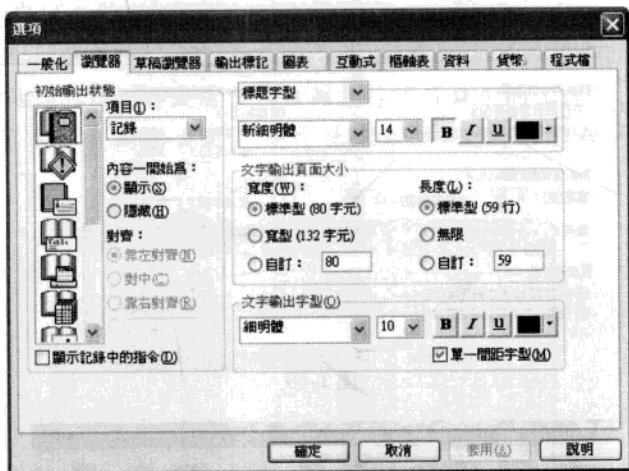 選項
一般化 瀏覽器 草稿瀏覽器 輸出標記 圖表 互動式 樞軸表 資料 貨幣 程式檔
初始輸出狀態
項目(I)：
記錄
內容一開始為：
顯示(S)
隱藏(H)
對齊：
靠左對齊(N)
對中(C)
靠右對齊(R)
顯示記錄中的指令(D)
標題字型
新細明體 14 B I U
文字輸出頁面大小
寬度(W)：
標準型 (80 字元)
寬型 (132 字元)
自訂： 80
長度(L)：
標準型 (59 行)
無限
自訂： 59
文字輸出字型(O)
細明體 10 B I U
單一間距字型(M)
確定 取消 套用(A) 說明